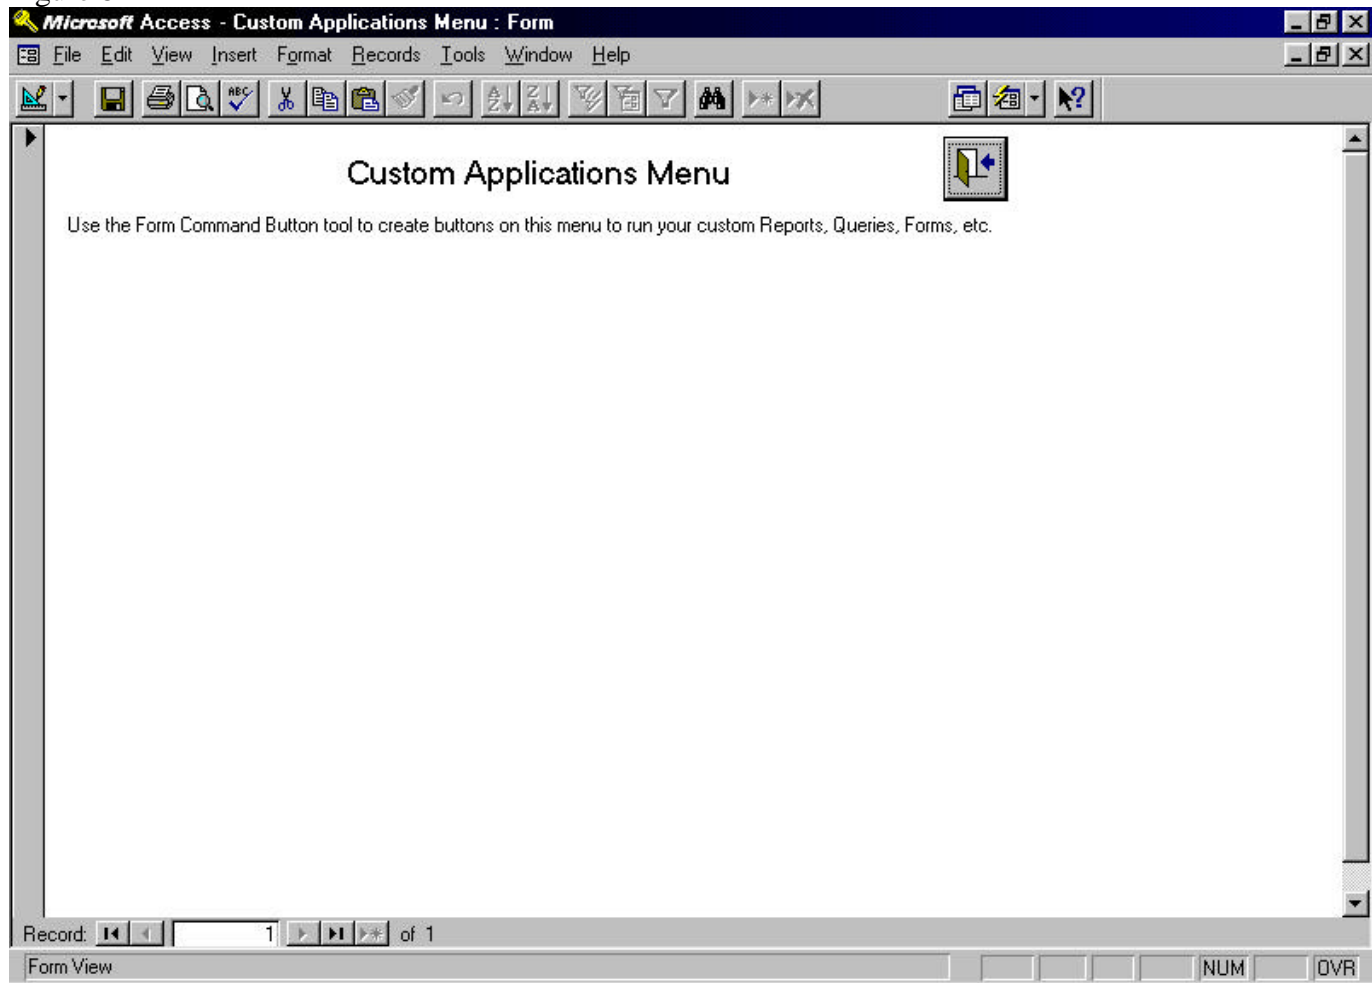 Microsoft Access - Custom Applications Menu : Form
File Edit View Insert Format Records Tools Window Help
ABC A Z Z A
Custom Applications Menu
Use the Form Command Button tool to create buttons on this menu to run your custom Reports, Queries, Forms, etc.
Record: 1 of 1
Form View NUM OVR